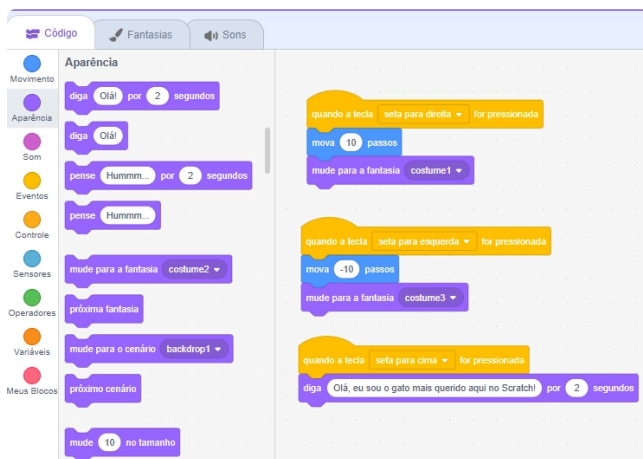 Código
Fantasias
Sons
Movimento
Aparência
Som
Eventos
Controle
Sensores
Operadores
Variáveis
Meus Blocos
Aparência
diga Olá! por 2 segundos
diga Olá!
pense Hummm... por 2 segundos
pense Hummm...
mude para a fantasia costume2
próxima fantasia
mude para o cenário backdrop1
próximo cenário
mude 10 no tamanho
quando a tecla seta para direita for pressionada
mova 10 passos
mude para a fantasia costume1
quando a tecla seta para esquerda for pressionada
mova -10 passos
mude para a fantasia costume3
quando a tecla seta para cima for pressionada
diga Olá, eu sou o gato mais querido aqui no Scratch! por 2 segundos